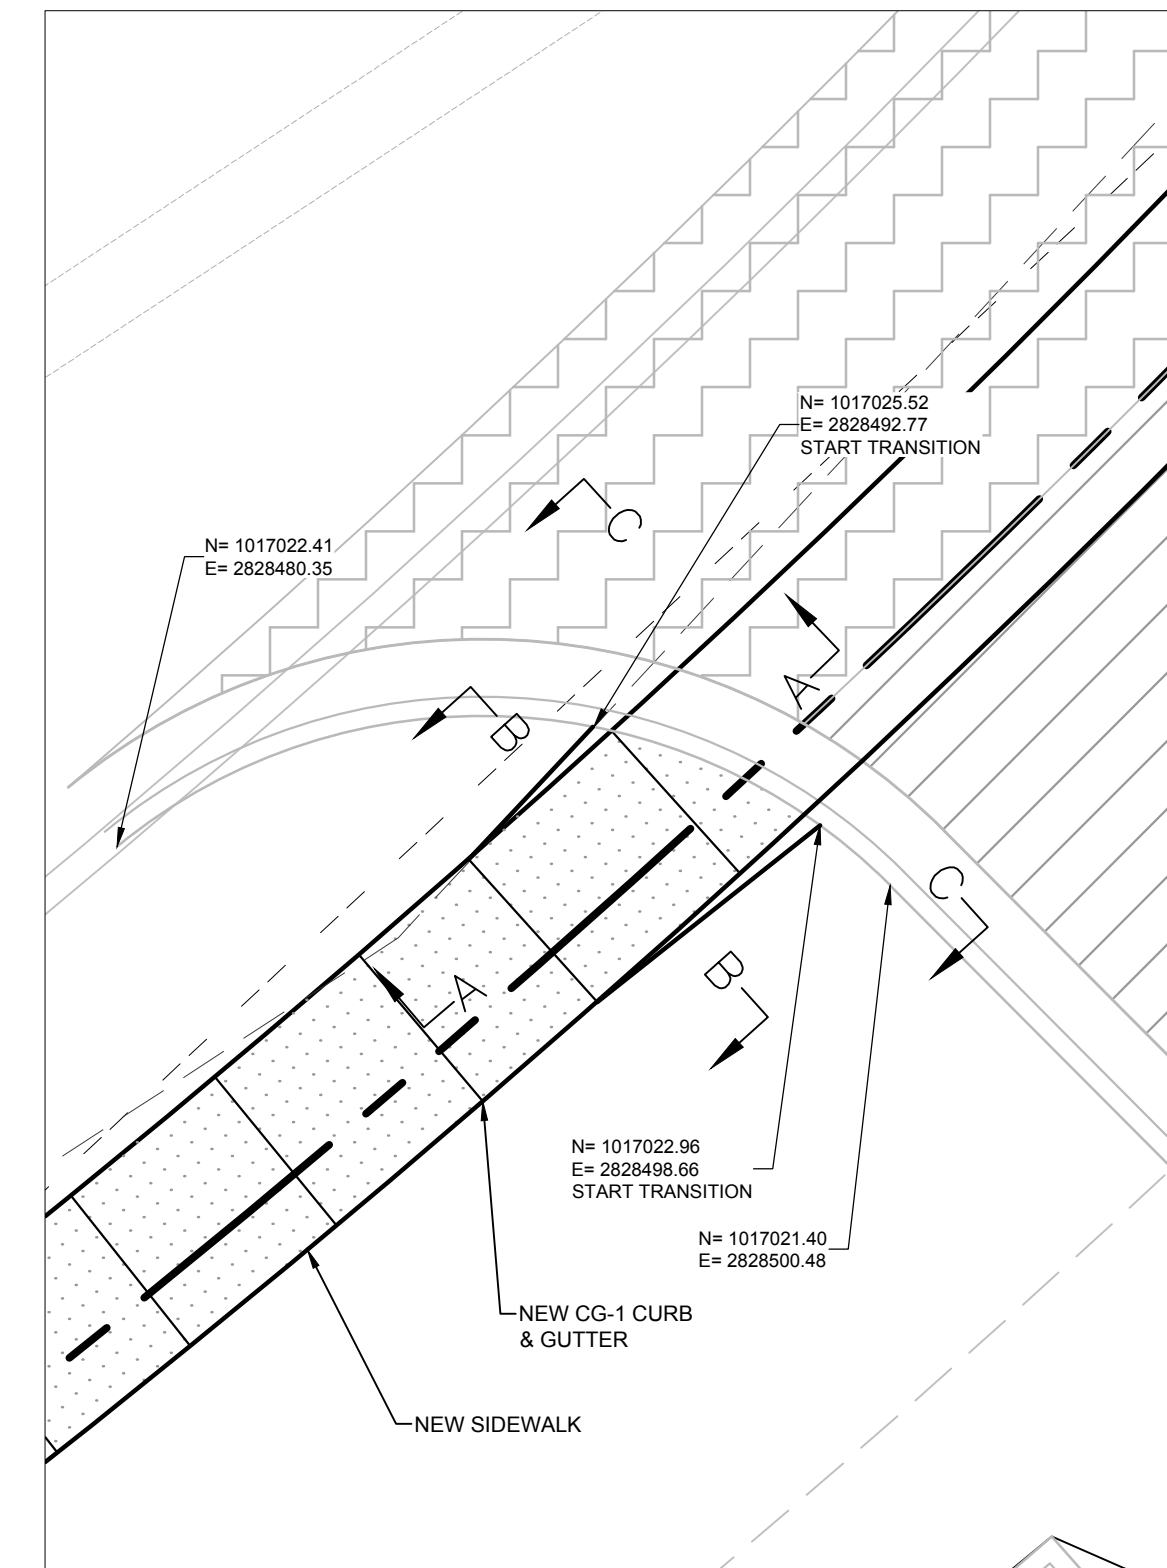 N= 1017025.52
E= 2828492.77
START TRANSITION
C
N= 1017022.41
E= 2828480.35
A
B
C
B
A
N= 1017022.96
E= 2828498.66
START TRANSITION
N= 1017021.40
E= 2828500.48
NEW CG-1 CURB
& GUTTER
NEW SIDEWALK